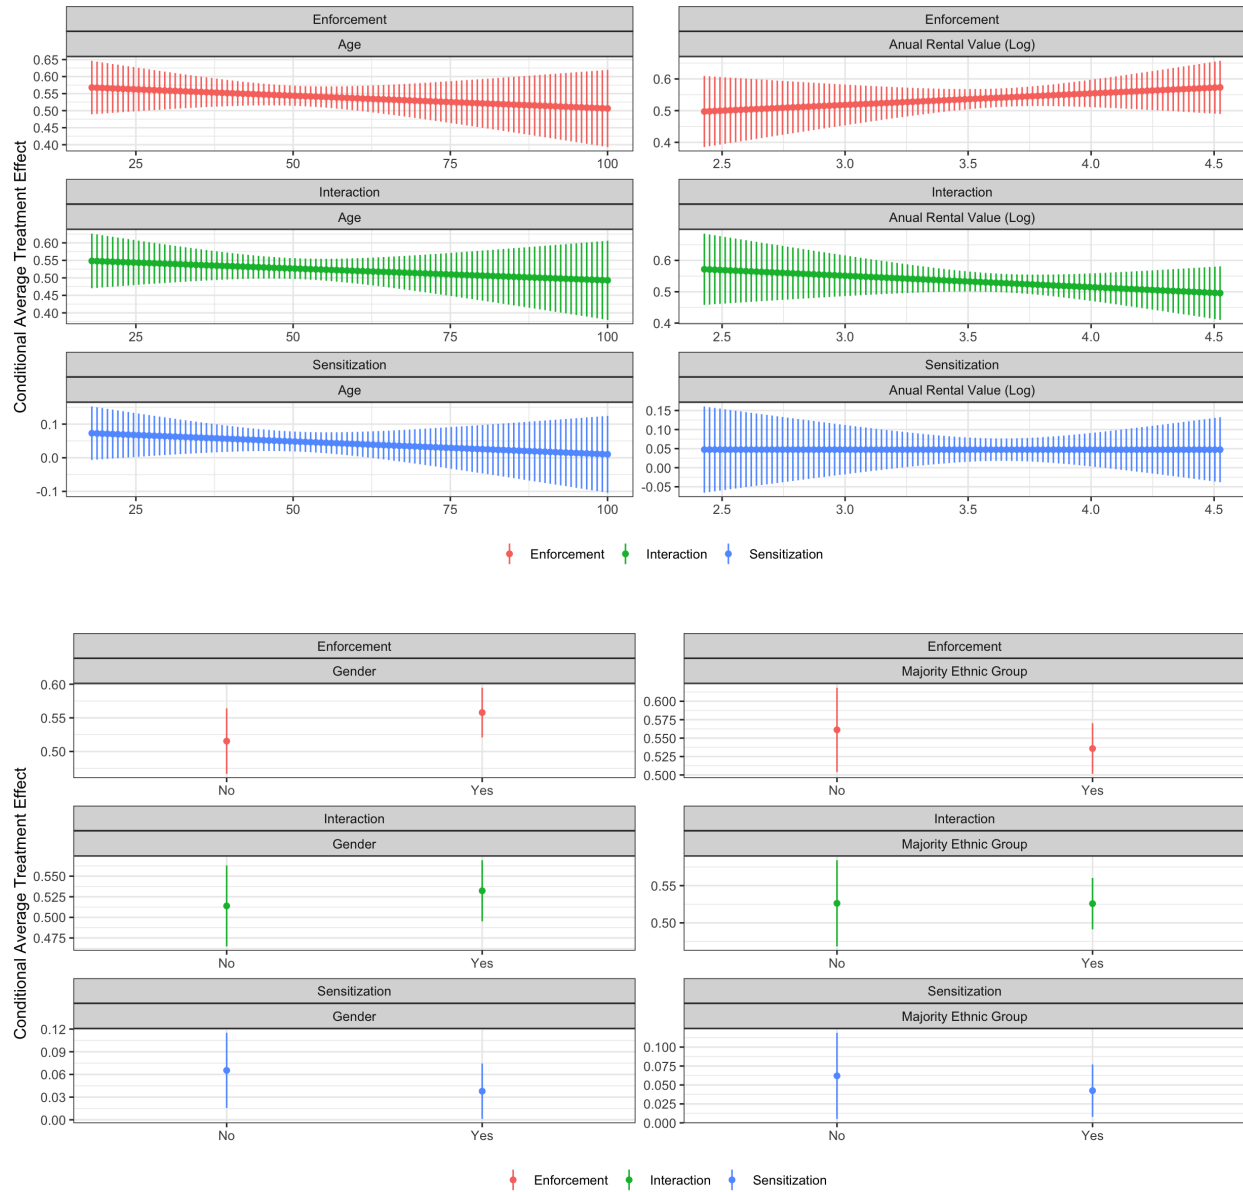 Conditional Average Treatment Effect
Enforcement
Age
0.65
0.60
0.55
0.50
0.45
0.40
25 50 75 100
Enforcement
Anual Rental Value (Log)
0.6
0.5
0.4
2.5 3.0 3.5 4.0 4.5
Interaction
Age
0.60
0.55
0.50
0.45
0.40
25 50 75 100
Interaction
Anual Rental Value (Log)
0.6
0.5
0.4
2.5 3.0 3.5 4.0 4.5
Sensitization
Age
0.1
0.0
-0.1
25 50 75 100
Sensitization
Anual Rental Value (Log)
0.15
0.10
0.05
0.00
-0.05
2.5 3.0 3.5 4.0 4.5
Enforcement Interaction Sensitization
Conditional Average Treatment Effect
Enforcement
Gender
0.60
0.55
0.50
No Yes
Enforcement
Majority Ethnic Group
0.600
0.575
0.550
0.525
0.500
No Yes
Interaction
Gender
0.550
0.525
0.500
0.475
No Yes
Interaction
Majority Ethnic Group
0.55
0.50
No Yes
Sensitization
Gender
0.12
0.09
0.06
0.03
0.00
No Yes
Sensitization
Majority Ethnic Group
0.100
0.075
0.050
0.025
0.000
No Yes
Enforcement Interaction Sensitization